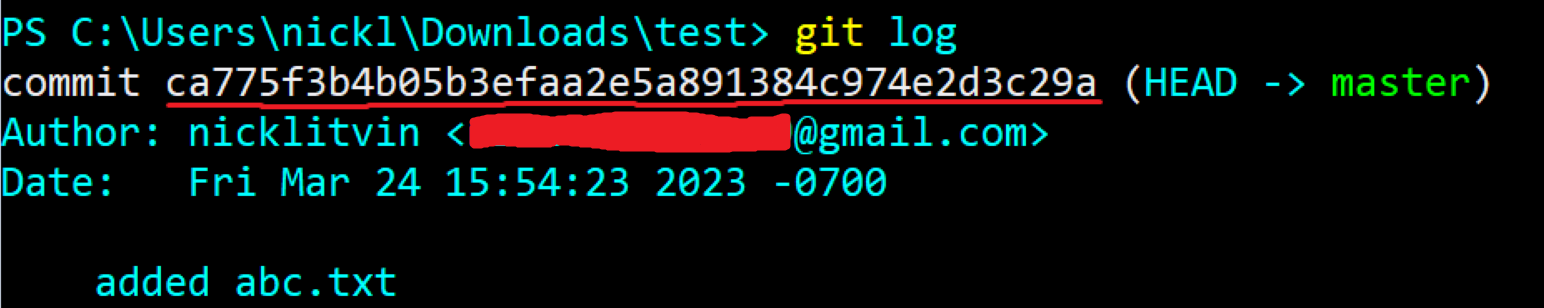 PS C:\Users\nickl\Downloads\test> git log
commit ca775f3b4b05b3efaa2e5a891384c974e2d3c29a (HEAD -> master)
Author: nicklitvin < @gmail.com>
Date:   Fri Mar 24 15:54:23 2023 -0700
added abc.txt